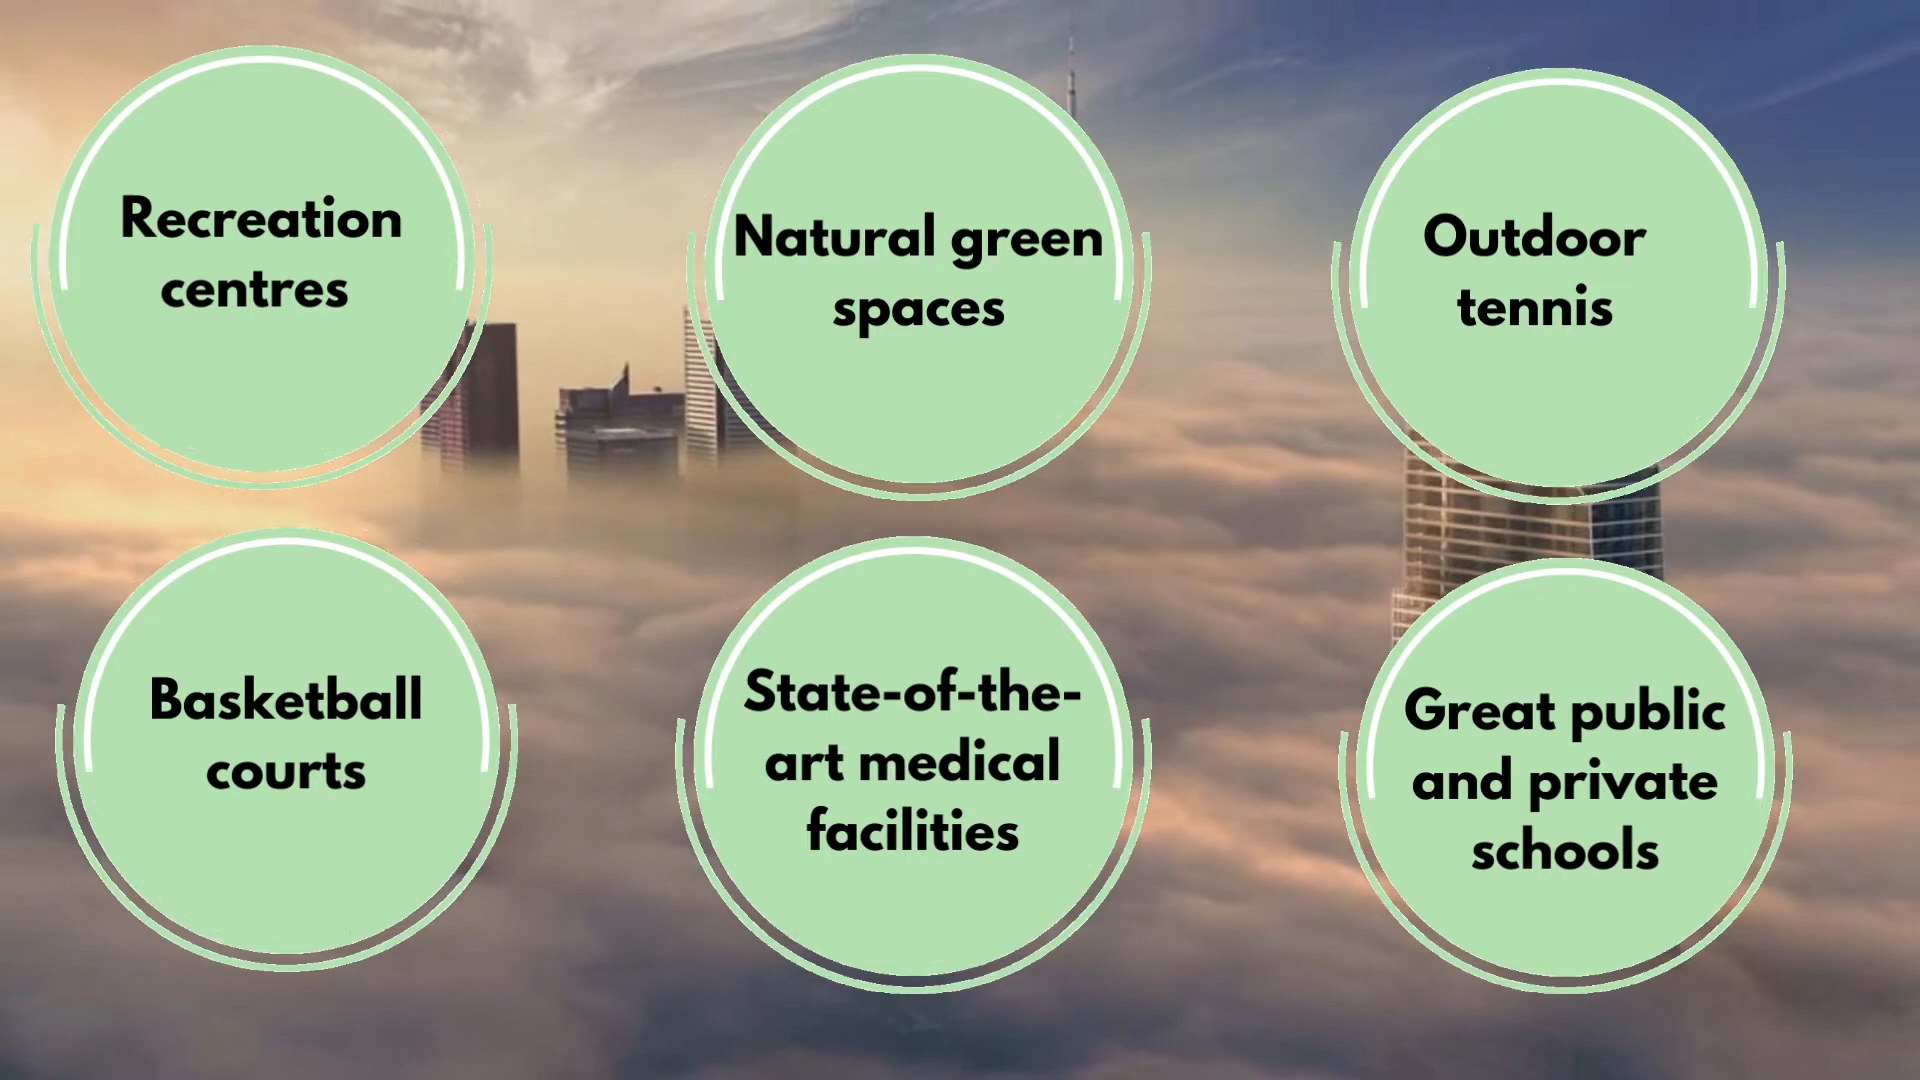 Recreation
centres
Natural green
spaces
Outdoor
tennis
Basketball
courts
State-of-the-
art medical
facilities
Great public
and private
schools